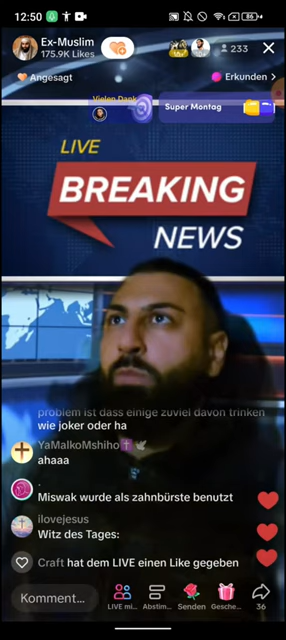 12:50
86
Ex-Muslim
175.9K Likes
233
Angesagt
Erkunden
Vielen Dank
Super Montag
LIVE
BREAKING
NEWS
problem ist dass einige zuviel davon trinken
wie joker oder ha
YaMalkoMshiho
ahaaa
.
Miswak wurde als zahnbürste benutzt
ilovejesus
Witz des Tages:
Craft hat dem LIVE einen Like gegeben
Komment...
LIVE mi...
Abstim...
Senden
Gesche...
36